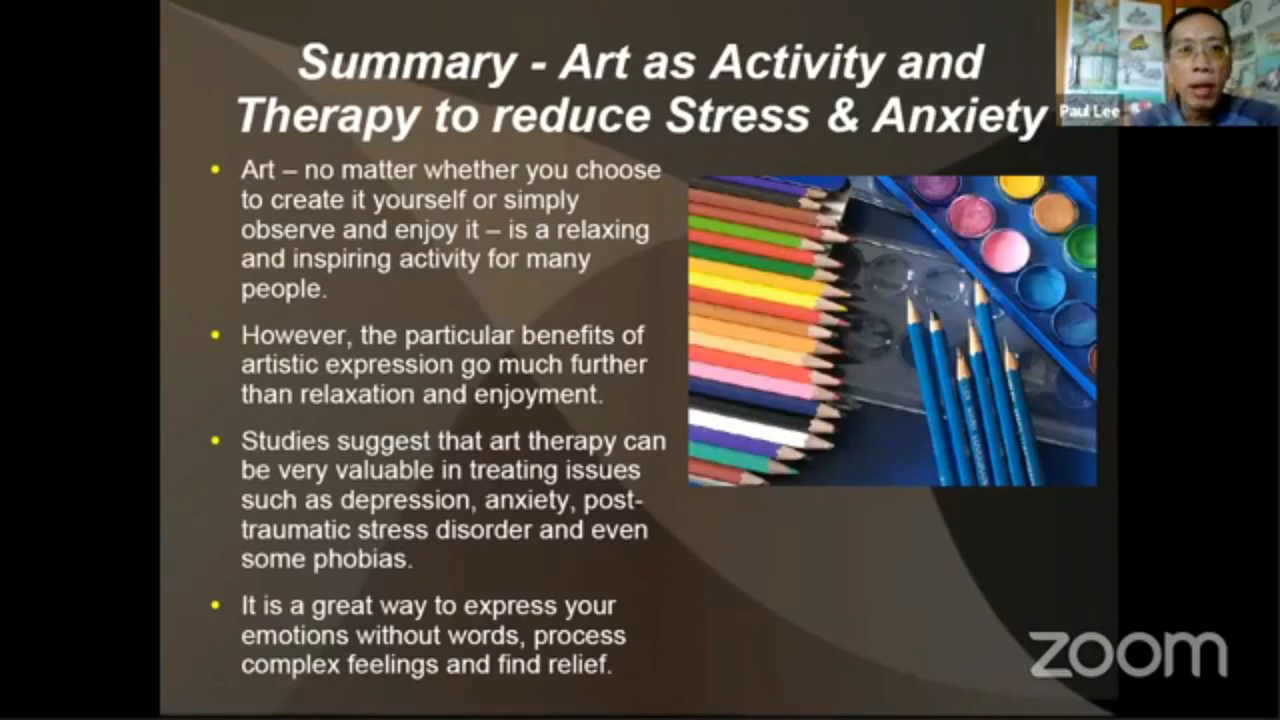 Summary - Art as Activity and
Therapy to reduce Stress & Anxiety
Paul Lee
• Art – no matter whether you choose
to create it yourself or simply
observe and enjoy it – is a relaxing
and inspiring activity for many
people.
• However, the particular benefits of
artistic expression go much further
than relaxation and enjoyment.
• Studies suggest that art therapy can
be very valuable in treating issues
such as depression, anxiety, post-
traumatic stress disorder and even
some phobias.
• It is a great way to express your
emotions without words, process
complex feelings and find relief.
zoom